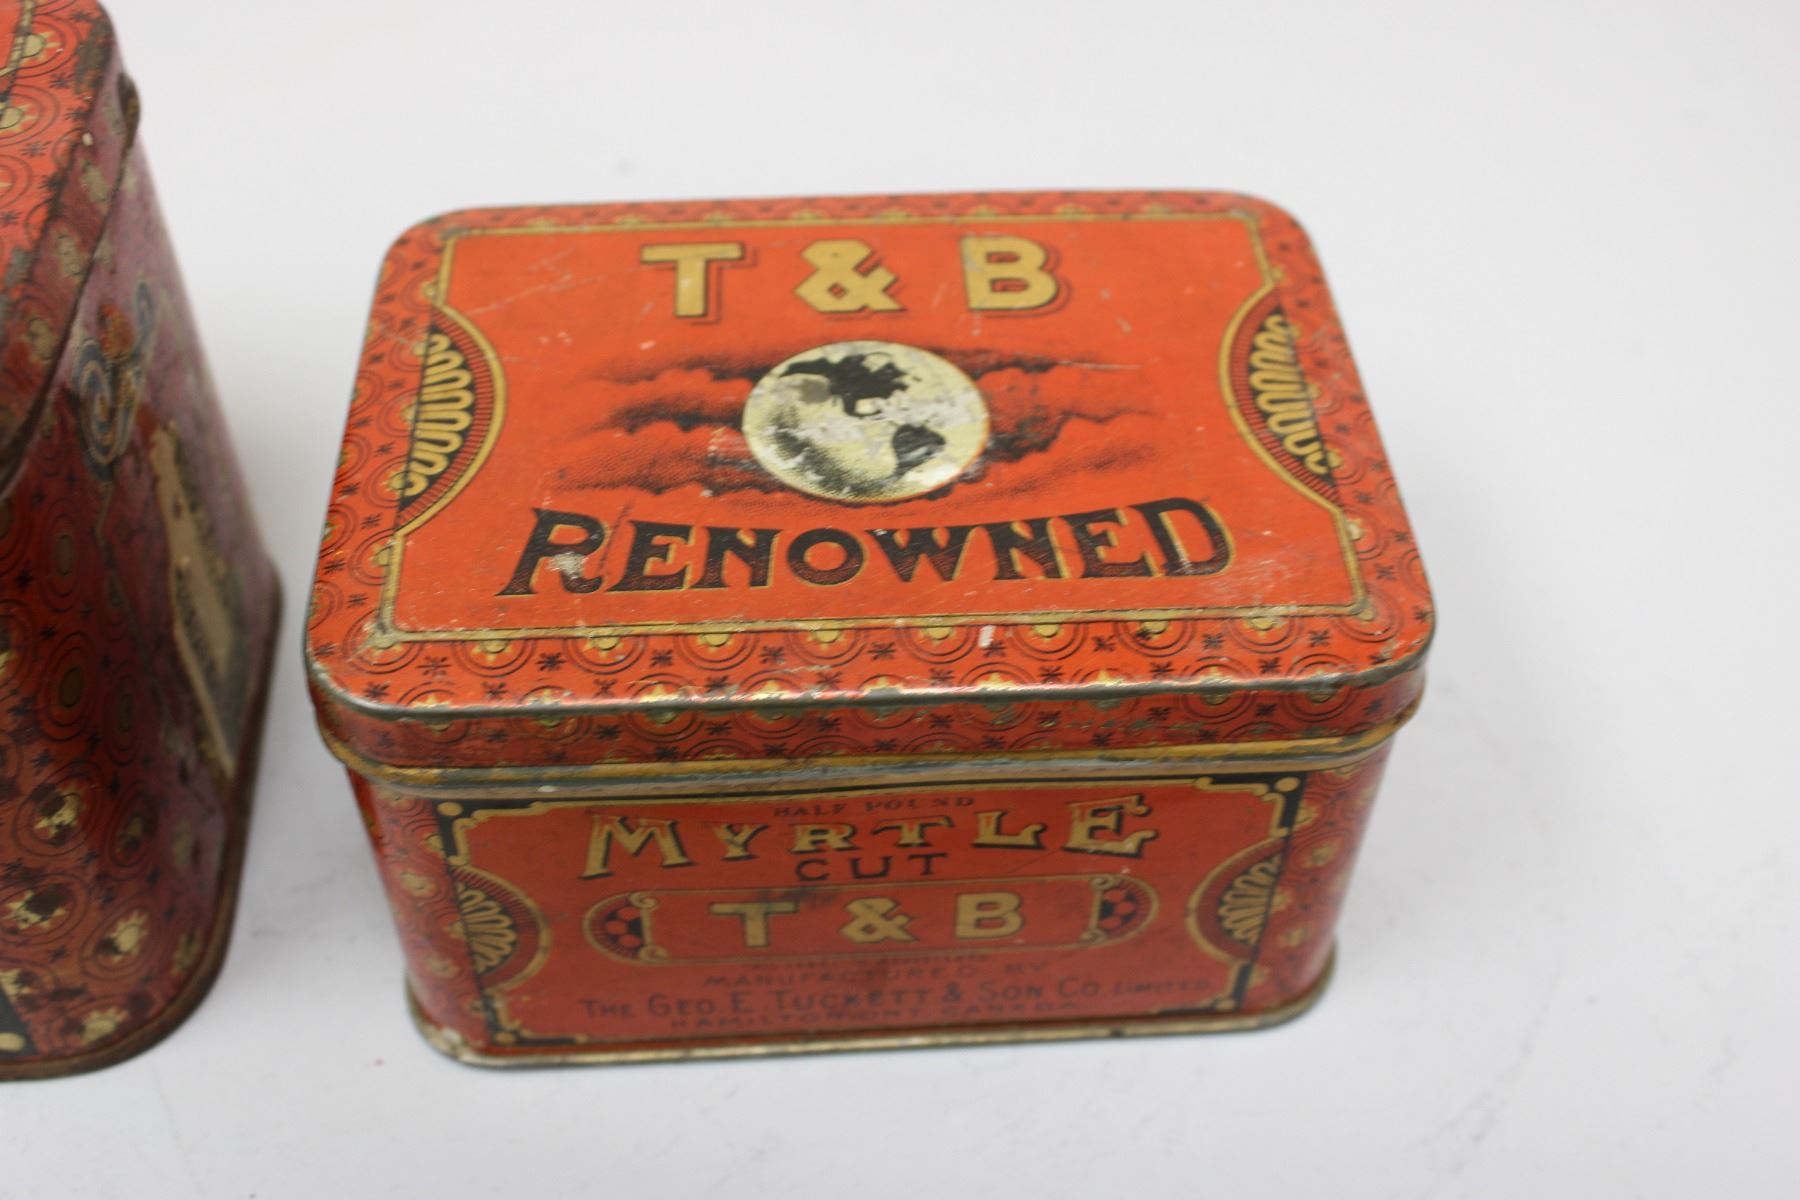 T & B
RENOWNED
HALF POUND
MYRTLE
CUT
T & B
MANUFACTURED BY
THE GEO. E. TUCKETT & SON CO. LIMITED
HAMILTON, ONT. CANADA